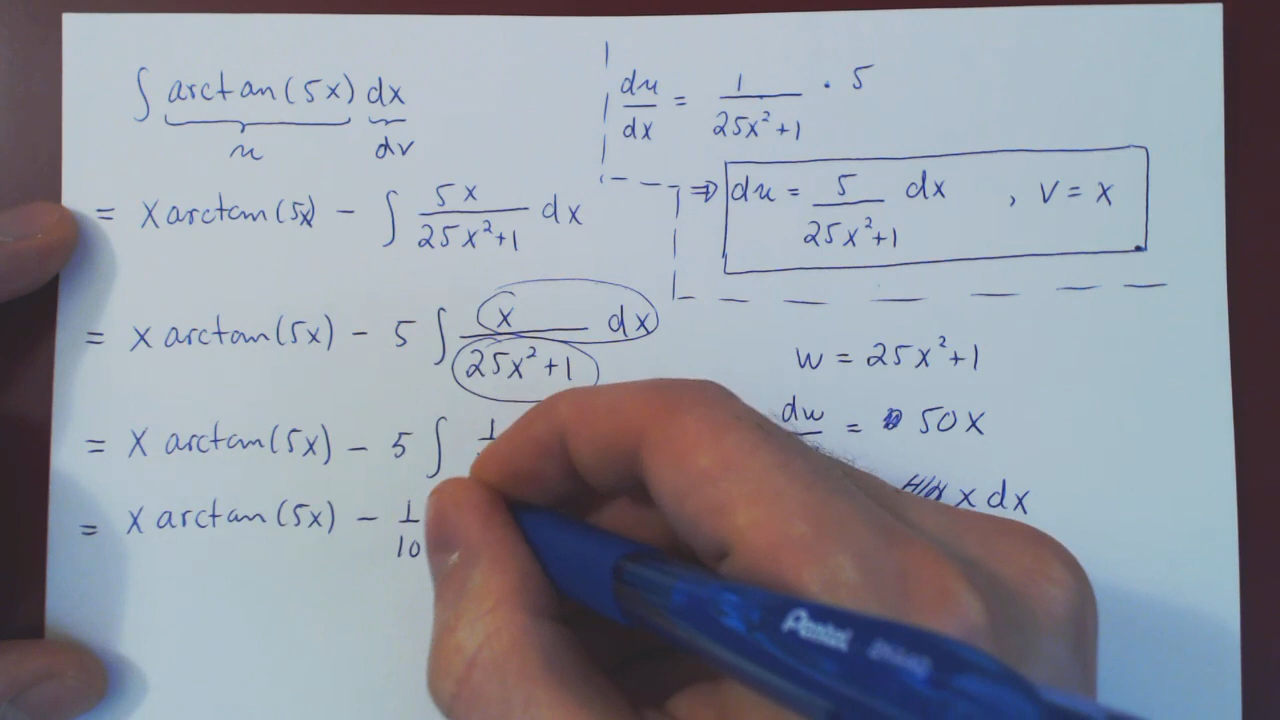 ∫ arctan(5x) dx
u dv
= x arctan(5x) - ∫ 5x/(25x²+1) dx
= x arctan(5x) - 5 ∫ x/(25x²+1) dx
= x arctan(5x) - 5 ∫ 1
= x arctan(5x) - 1/10
du/dx = 1/(25x²+1) · 5
⇒ du = 5/(25x²+1) dx , v = x
w = 25x²+1
dw = 50x
x dx
Pentel